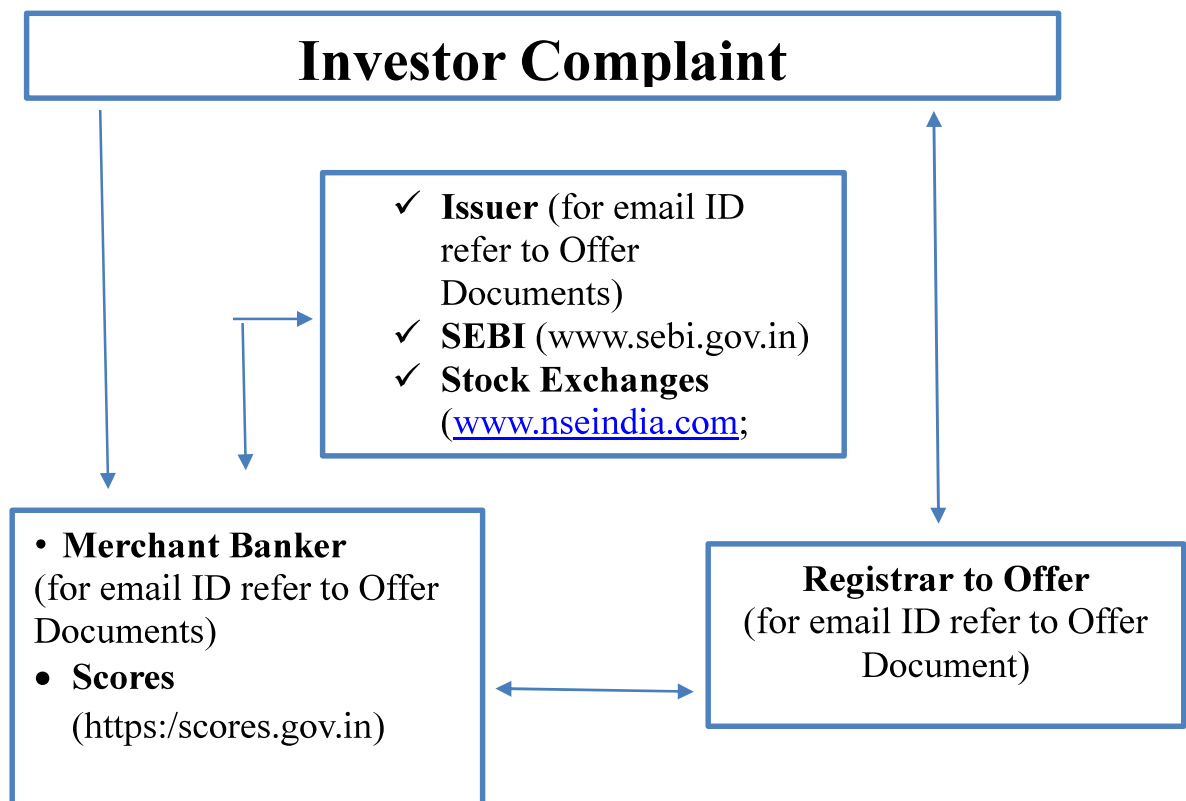 Investor Complaint
✓ Issuer (for email ID
refer to Offer
Documents)
✓ SEBI (www.sebi.gov.in)
✓ Stock Exchanges
(www.nseindia.com;
• Merchant Banker
(for email ID refer to Offer
Documents)
• Scores
(https:/scores.gov.in)
Registrar to Offer
(for email ID refer to Offer
Document)